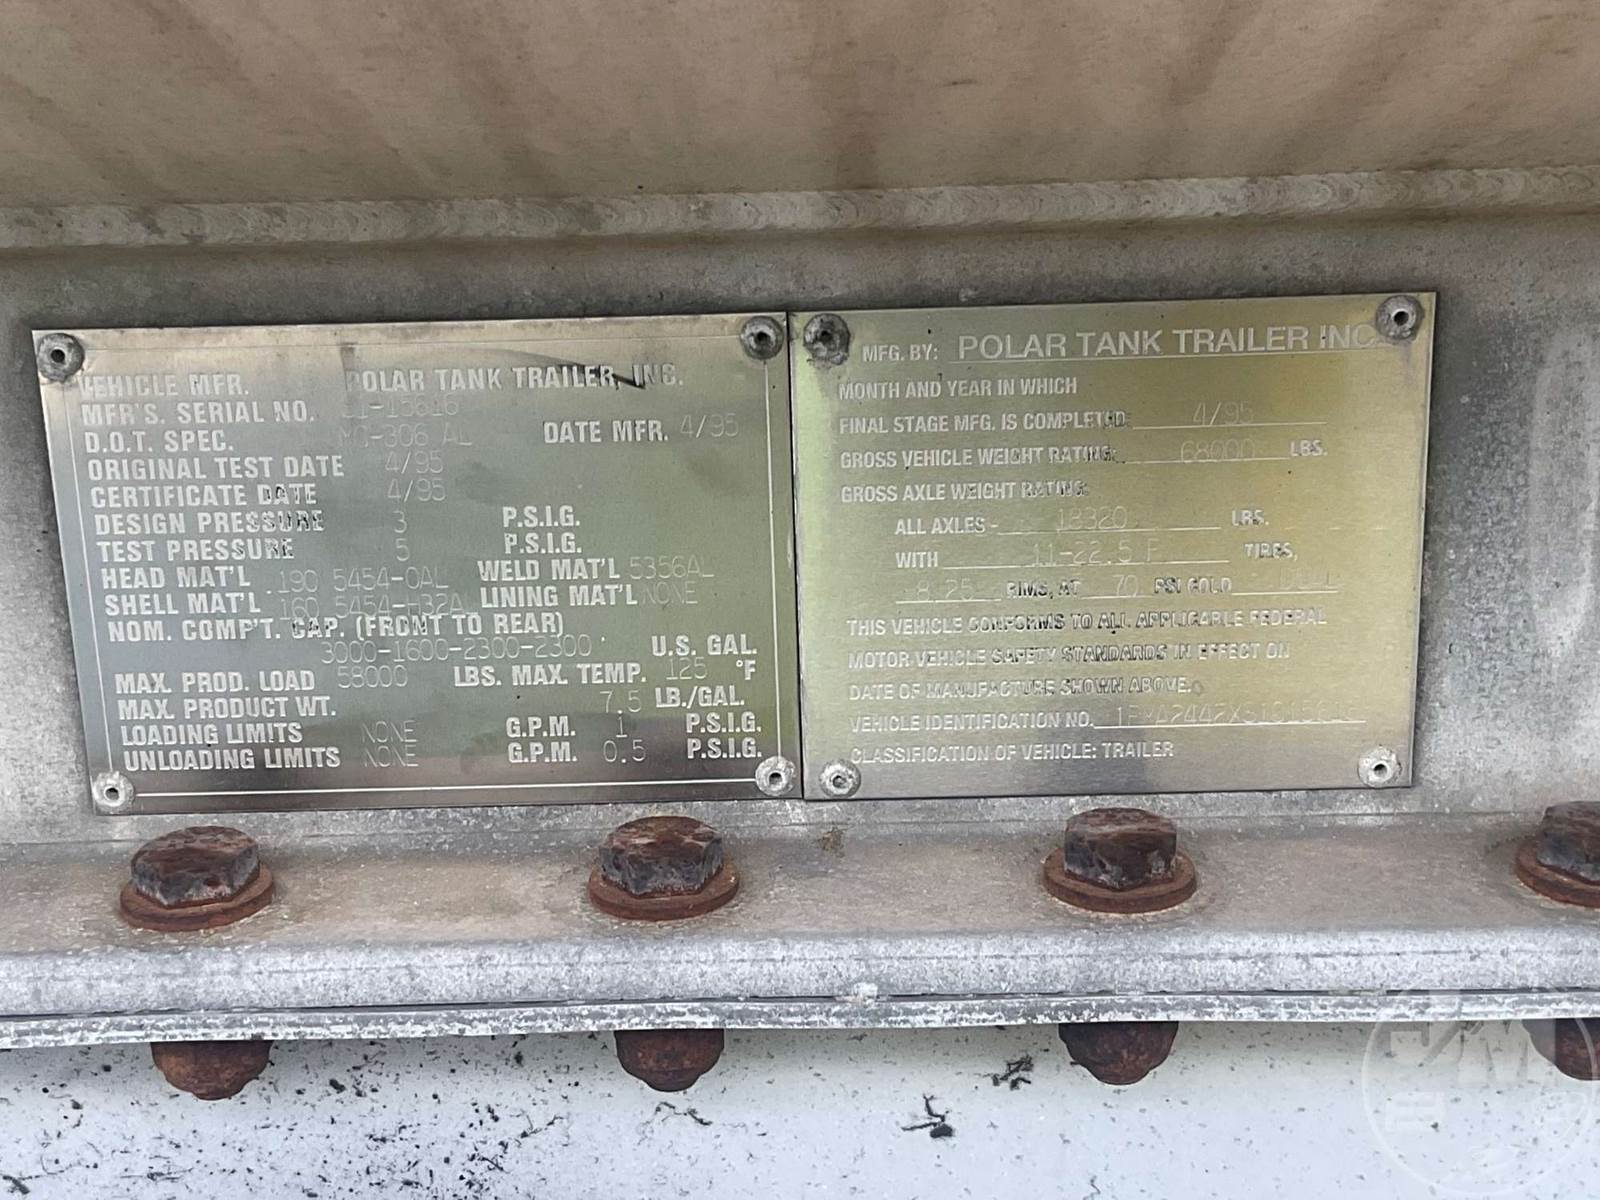 VEHICLE MFR. POLAR TANK TRAILER, INC.
MFR'S. SERIAL NO.
D.O.T. SPEC. MC-306 AL DATE MFR. 4/95
ORIGINAL TEST DATE 4/95
CERTIFICATE DATE 4/95
DESIGN PRESSURE 3 P.S.I.G.
TEST PRESSURE 5 P.S.I.G.
HEAD MAT'L .190 5454-OAL WELD MAT'L 5356AL
SHELL MAT'L .160 5454-H32AL LINING MAT'L NONE
NOM. COMP'T. CAP. (FRONT TO REAR)
3000-1600-2300-2300 U.S. GAL.
MAX. PROD. LOAD 58000 LBS. MAX. TEMP. 125 °F
MAX. PRODUCT WT. 7.5 LB./GAL.
LOADING LIMITS NONE G.P.M. 1 P.S.I.G.
UNLOADING LIMITS NONE G.P.M. 0.5 P.S.I.G.
MFG. BY: POLAR TANK TRAILER INC
MONTH AND YEAR IN WHICH
FINAL STAGE MFG. IS COMPLETED: 4/95
GROSS VEHICLE WEIGHT RATING: 68000 LBS.
GROSS AXLE WEIGHT RATING:
ALL AXLES - 18320 LBS.
WITH 11-22.5 F TIRES,
8.25 RIMS, AT 70 PSI COLD DUAL
THIS VEHICLE CONFORMS TO ALL APPLICABLE FEDERAL
MOTOR VEHICLE SAFETY STANDARDS IN EFFECT ON
DATE OF MANUFACTURE SHOWN ABOVE.
VEHICLE IDENTIFICATION NO.
CLASSIFICATION OF VEHICLE: TRAILER